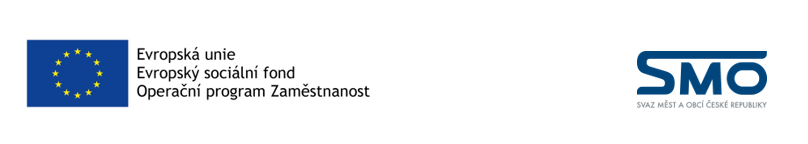 Evropská unie
Evropský sociální fond
Operační program Zaměstnanost
SMO
SVAZ MĚST A OBCÍ ČESKÉ REPUBLIKY